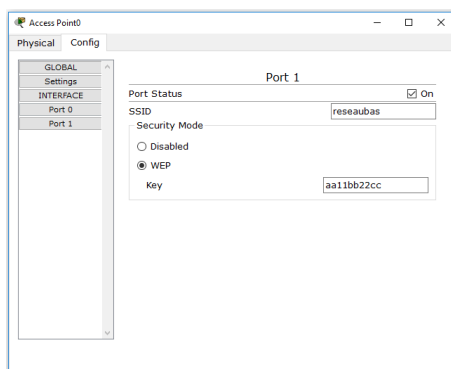 Access Point0
Physical Config
GLOBAL
Settings
INTERFACE
Port 0
Port 1
Port 1
Port Status On
SSID reseaubas
Security Mode
Disabled
WEP
Key aa11bb22cc